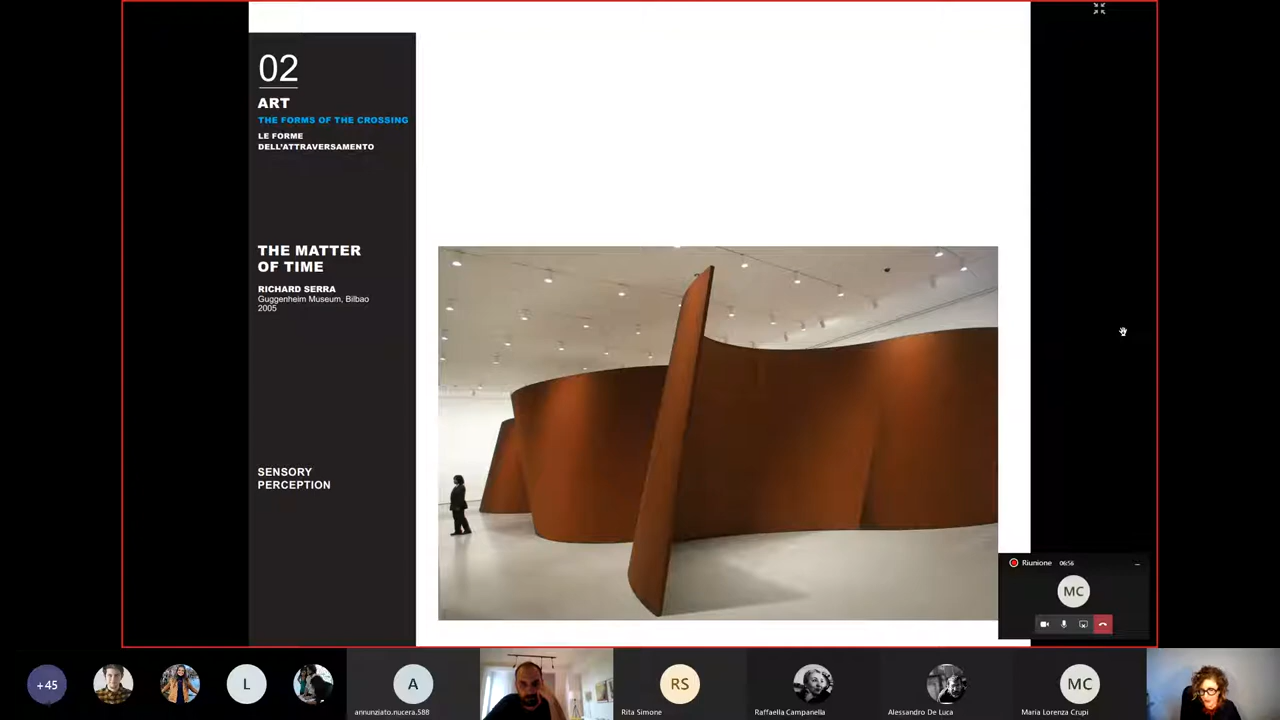 02
ART
THE FORMS OF THE CROSSING
LE FORME
DELL'ATTRAVERSAMENTO
THE MATTER
OF TIME
RICHARD SERRA
Guggenheim Museum, Bilbao
2005
SENSORY
PERCEPTION
Riunione 06:56
MC
+45
L
A
annunziato.nucera.588
RS
Rita Simone
Raffaella Campanella
Alessandro De Luca
MC
Maria Lorenza Crupi